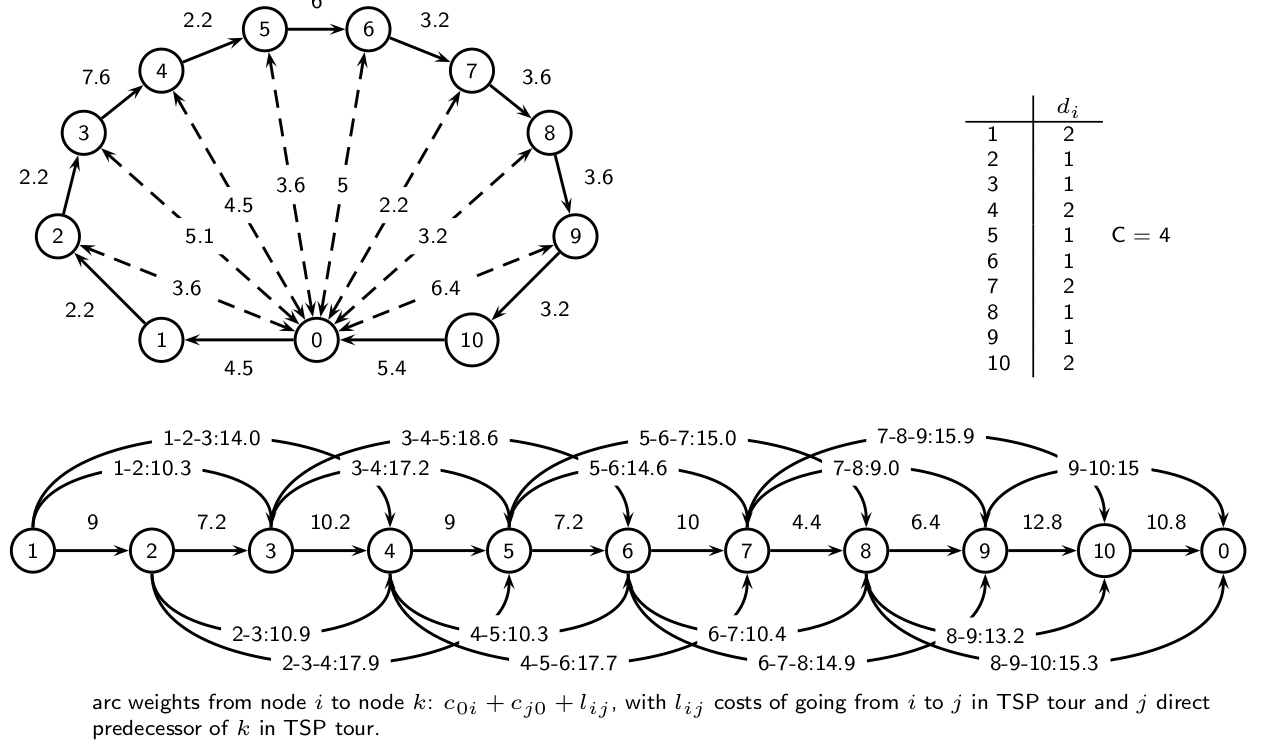 6
2.2 5 6 3.2
7.6 4 7 3.6
3 8
2.2 3.6 5 3.6
4.5 2.2
2 5.1 3.2 9
3.6 6.4
2.2 3.2
1 0 10
4.5 5.4
d_i
1 2
2 1
3 1
4 2
5 1 C = 4
6 1
7 2
8 1
9 1
10 2
1-2-3:14.0 3-4-5:18.6 5-6-7:15.0 7-8-9:15.9
1-2:10.3 3-4:17.2 5-6:14.6 7-8:9.0 9-10:15
9 7.2 10.2 9 7.2 10 4.4 6.4 12.8 10.8
1 2 3 4 5 6 7 8 9 10 0
2-3:10.9 4-5:10.3 6-7:10.4 8-9:13.2
2-3-4:17.9 4-5-6:17.7 6-7-8:14.9 8-9-10:15.3
arc weights from node i to node k: c_{0i} + c_{j0} + l_{ij}, with l_{ij} costs of going from i to j in TSP tour and j direct
predecessor of k in TSP tour.